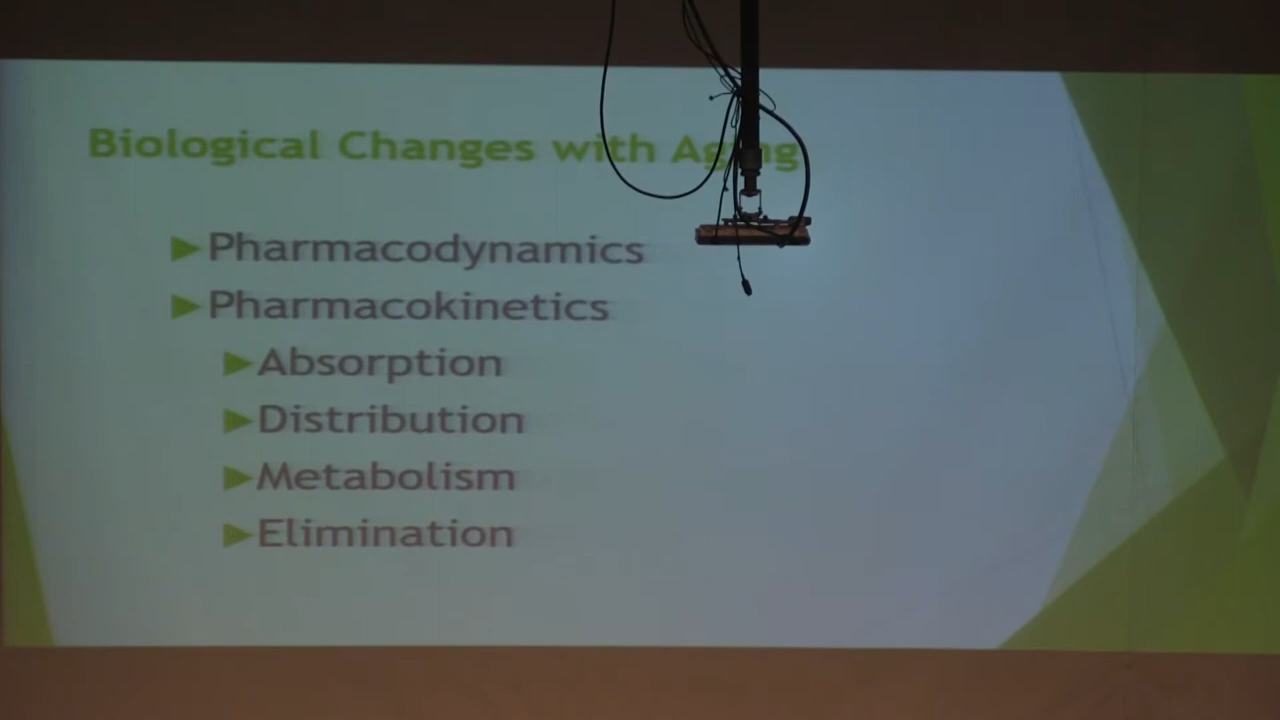 Biological Changes with Aging
Pharmacodynamics
Pharmacokinetics
Absorption
Distribution
Metabolism
Elimination